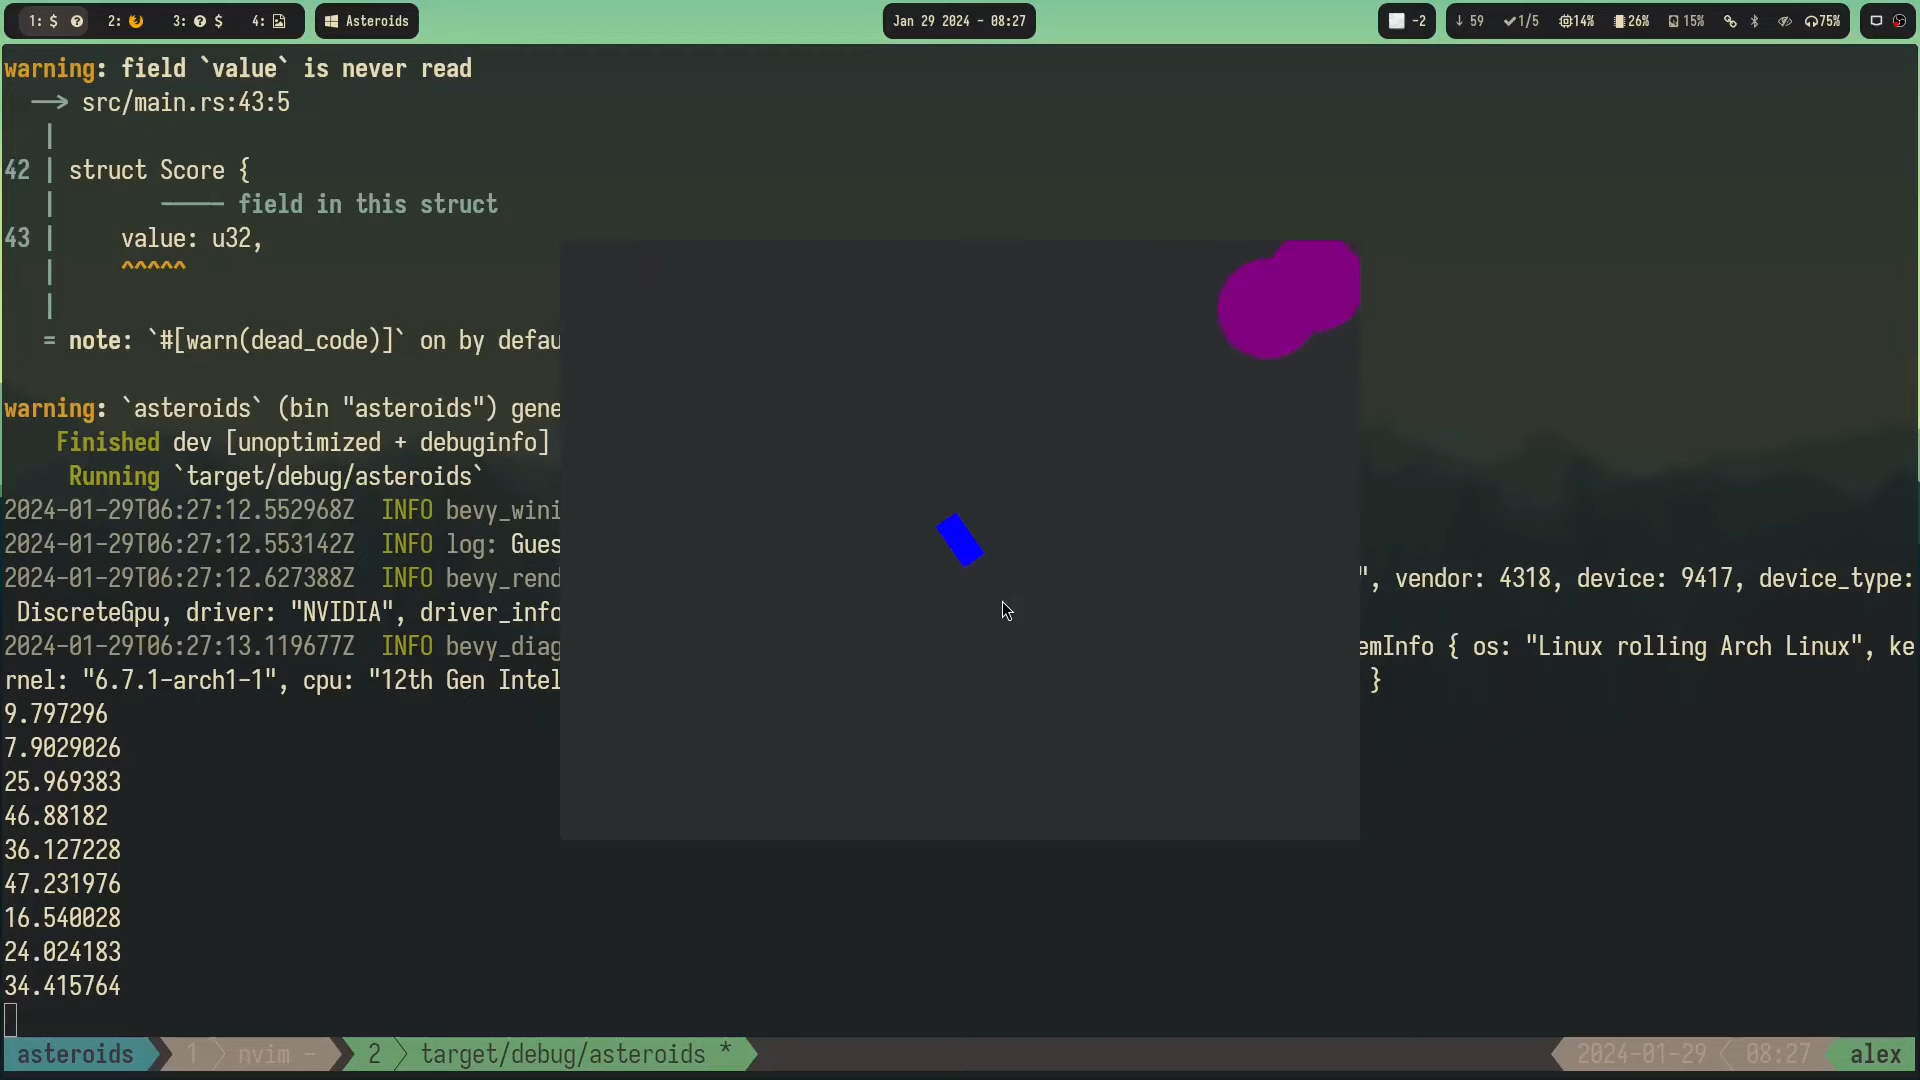 1: $ 2: 3: $ 4: Asteroids Jan 29 2024 - 08:27 -2 ↓ 59 ✓1/5 14% 26% 15% 75%
warning: field `value` is never read
--> src/main.rs:43:5
|
42 | struct Score {
| ----- field in this struct
43 | value: u32,
| ^^^^^
|
= note: `#[warn(dead_code)]` on by defau
warning: `asteroids` (bin "asteroids") gene
Finished dev [unoptimized + debuginfo]
Running `target/debug/asteroids`
2024-01-29T06:27:12.552968Z INFO bevy_wini
2024-01-29T06:27:12.553142Z INFO log: Gues
2024-01-29T06:27:12.627388Z INFO bevy_rend ", vendor: 4318, device: 9417, device_type:
DiscreteGpu, driver: "NVIDIA", driver_info
2024-01-29T06:27:13.119677Z INFO bevy_diag emInfo { os: "Linux rolling Arch Linux", ke
rnel: "6.7.1-arch1-1", cpu: "12th Gen Intel }
9.797296
7.9029026
25.969383
46.88182
36.127228
47.231976
16.540028
24.024183
34.415764
asteroids 1 nvim - 2 target/debug/asteroids * 2024-01-29 08:27 alex